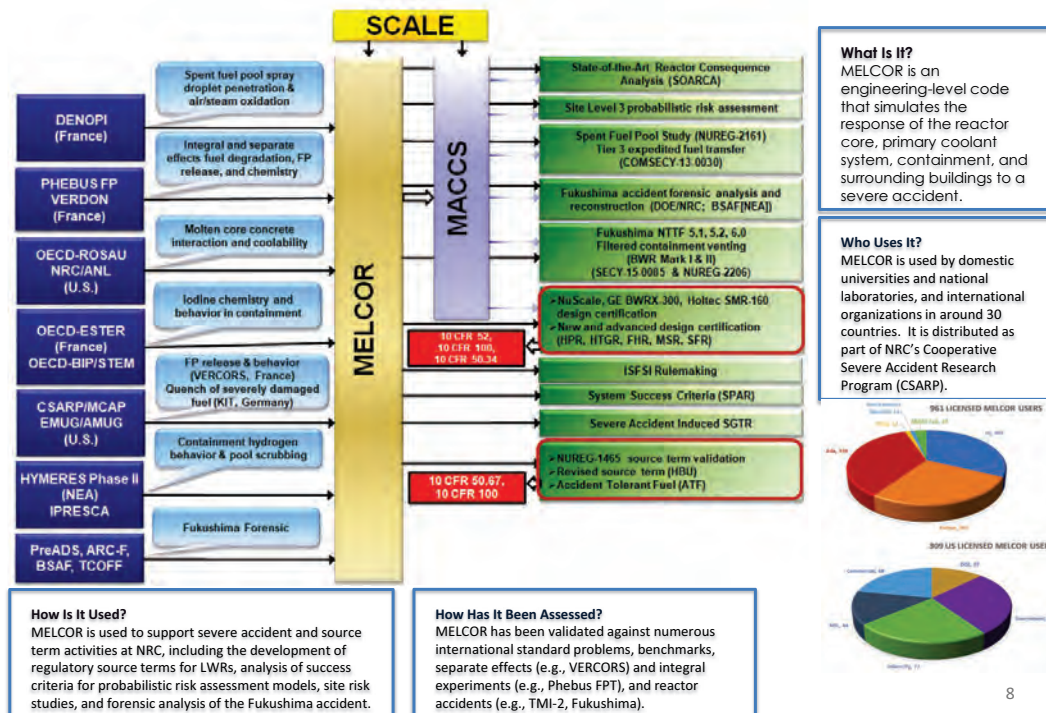 SCALE
MELCOR
MACCS
DENOPI
(France)
PHEBUS FP
VERDON
(France)
OECD-ROSAU
NRC/ANL
(U.S.)
OECD-ESTER
(France)
OECD-BIP/STEM
CSARP/MCAP
EMUG/AMUG
(U.S.)
HYMERES Phase II
(NEA)
IPRESCA
PreADS, ARC-F,
BSAF, TCOFF
Spent fuel pool spray
droplet penetration &
air/steam oxidation
Integral and separate
effects fuel degradation, FP
release, and chemistry
Molten core concrete
interaction and coolability
Iodine chemistry and
behavior in containment
FP release & behavior
(VERCORS, France)
Quench of severely damaged
fuel (KIT, Germany)
Containment hydrogen
behavior & pool scrubbing
Fukushima Forensic
State-of-the-Art Reactor Consequence
Analysis (SOARCA)
Site Level 3 probabilistic risk assessment
Spent Fuel Pool Study (NUREG-2161)
Tier 3 expedited fuel transfer
(COMSECY-13-0030)
Fukushima accident forensic analysis and
reconstruction (DOE/NRC; BSAF[NEA])
Fukushima NTTF 5.1, 5.2, 6.0
Filtered containment venting
(BWR Mark I & II)
(SECY-15-0085 & NUREG-2206)
➢NuScale, GE BWRX-300, Holtec SMR-160
design certification
➢New and advanced design certification
(HPR, HTGR, FHR, MSR, SFR)
10 CFR 52,
10 CFR 100,
10 CFR 50.34
ISFSI Rulemaking
System Success Criteria (SPAR)
Severe Accident Induced SGTR
➢NUREG-1465 source term validation
➢Revised source term (HBU)
➢Accident Tolerant Fuel (ATF)
10 CFR 50.67,
10 CFR 100
What Is It?
MELCOR is an
engineering-level code
that simulates the
response of the reactor
core, primary coolant
system, containment, and
surrounding buildings to a
severe accident.
Who Uses It?
MELCOR is used by domestic
universities and national
laboratories, and international
organizations in around 30
countries. It is distributed as
part of NRC's Cooperative
Severe Accident Research
Program (CSARP).
961 LICENSED MELCOR USERS
309 US LICENSED MELCOR USER
How Is It Used?
MELCOR is used to support severe accident and source
term activities at NRC, including the development of
regulatory source terms for LWRs, analysis of success
criteria for probabilistic risk assessment models, site risk
studies, and forensic analysis of the Fukushima accident.
How Has It Been Assessed?
MELCOR has been validated against numerous
international standard problems, benchmarks,
separate effects (e.g., VERCORS) and integral
experiments (e.g., Phebus FPT), and reactor
accidents (e.g., TMI-2, Fukushima).
8